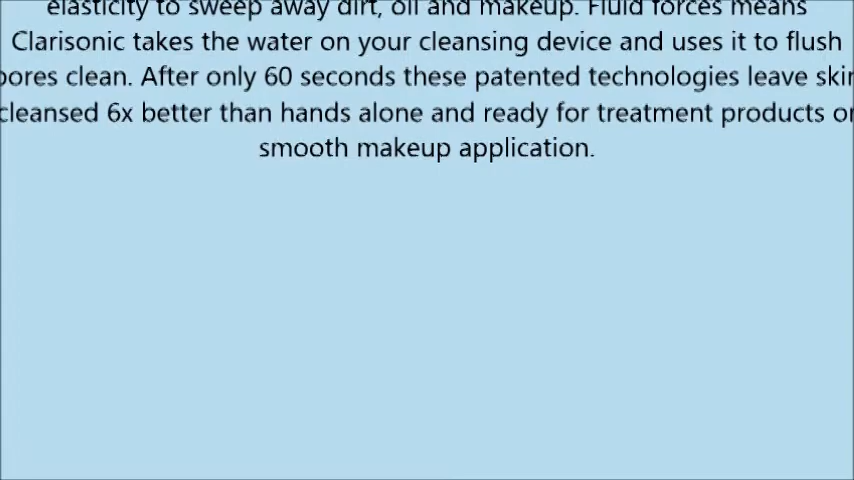 elasticity to sweep away dirt, oil and makeup. Fluid forces means
Clarisonic takes the water on your cleansing device and uses it to flush
pores clean. After only 60 seconds these patented technologies leave skin
cleansed 6x better than hands alone and ready for treatment products or
smooth makeup application.